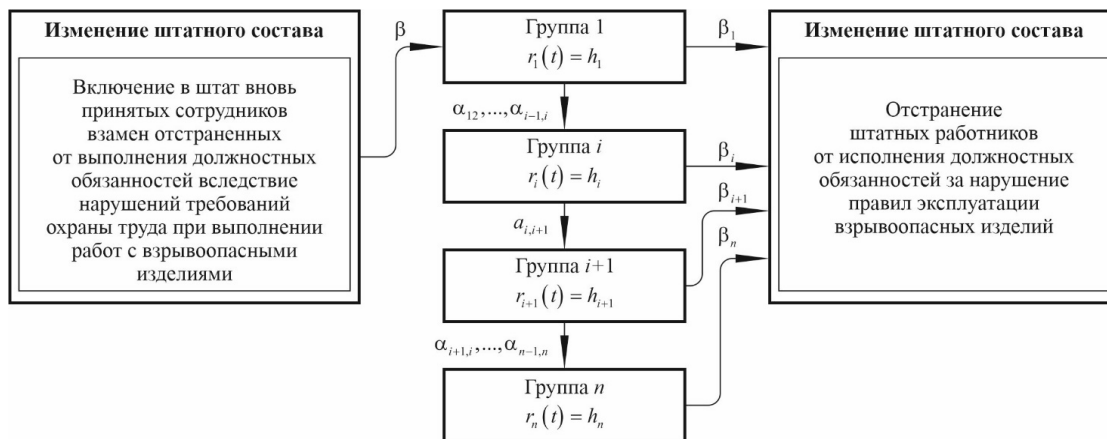 Изменение штатного состава
Включение в штат вновь
принятых сотрудников
взамен отстраненных
от выполнения должностных
обязанностей вследствие
нарушений требований
охраны труда при выполнении
работ с взрывоопасными
изделиями
β
Группа 1
r₁(t) = h₁
α₁₂,...,αᵢ₋₁,ᵢ
Группа i
rᵢ(t) = hᵢ
aᵢ,ᵢ₊₁
Группа i+1
rᵢ₊₁(t) = hᵢ₊₁
αᵢ₊₁,ᵢ,...,αₙ₋₁,ₙ
Группа n
rₙ(t) = hₙ
β₁
βᵢ
βᵢ₊₁
βₙ
Изменение штатного состава
Отстранение
штатных работников
от исполнения должностных
обязанностей за нарушение
правил эксплуатации
взрывоопасных изделий